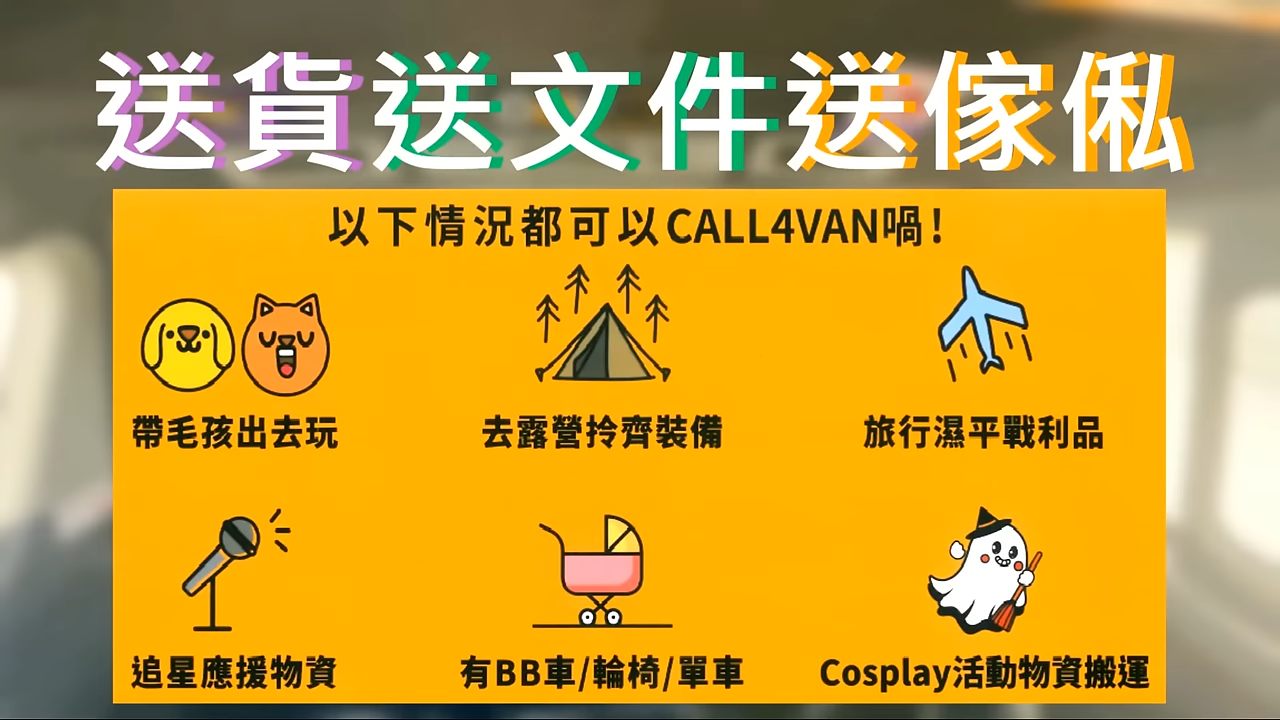 送貨送文件送傢俬
以下情況都可以CALL4VAN喎!
帶毛孩出去玩
去露營拎齊裝備
旅行濕平戰利品
追星應援物資
有BB車/輪椅/單車
Cosplay活動物資搬運